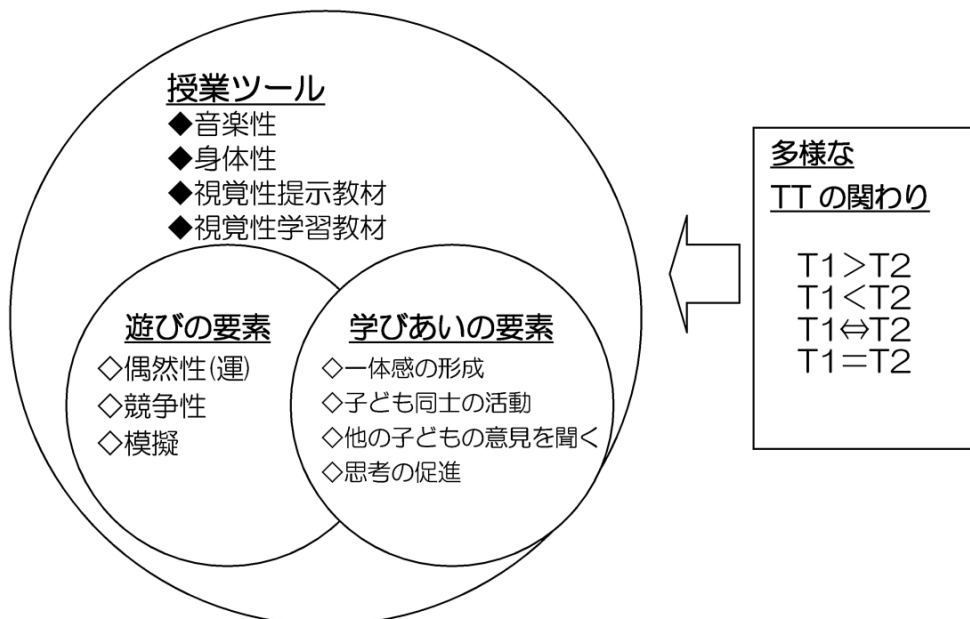 授業ツール
◆音楽性
◆身体性
◆視覚性提示教材
◆視覚性学習教材
遊びの要素
◇偶然性(運)
◇競争性
◇模擬
学びあいの要素
◇一体感の形成
◇子ども同士の活動
◇他の子どもの意見を聞く
◇思考の促進
多様な
TTの関わり
T1＞T2
T1＜T2
T1⇔T2
T1＝T2